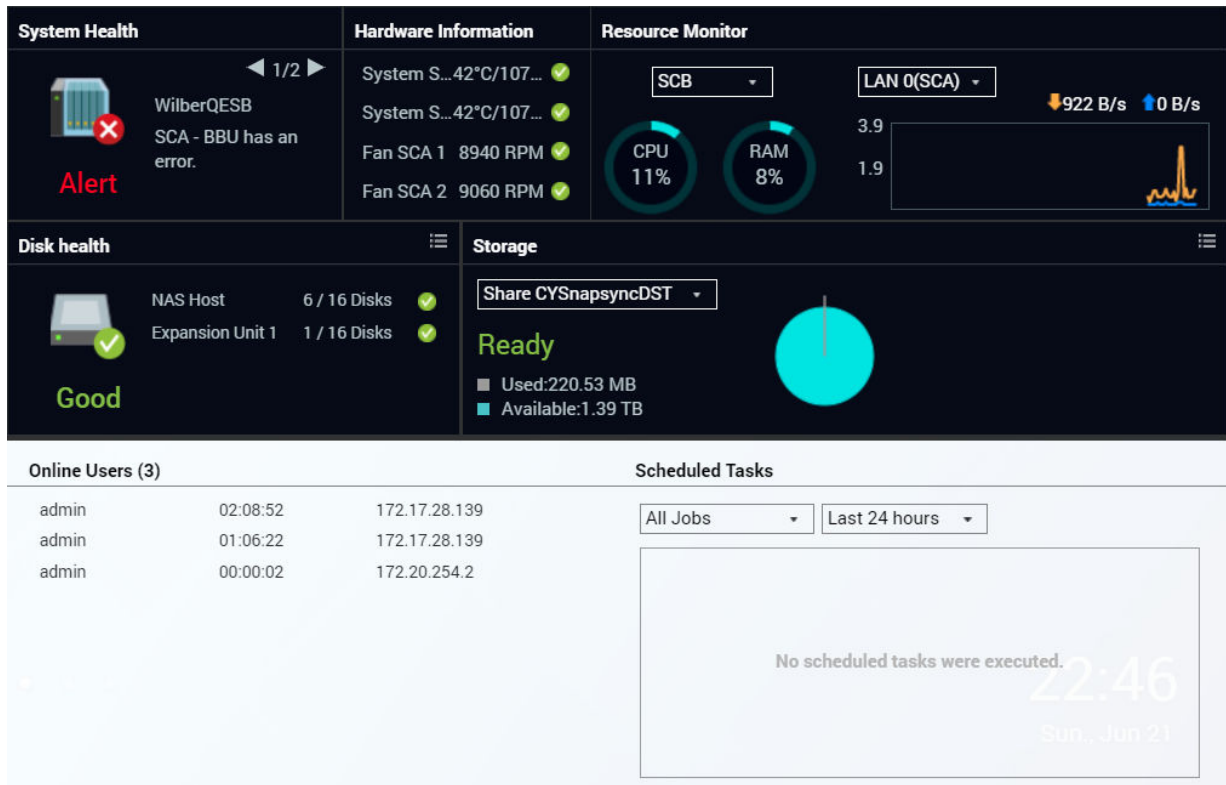 System Health
1/2
WilberQESB
SCA - BBU has an
error.
Alert
Hardware Information
System S...42°C/107...
System S...42°C/107...
Fan SCA 1 8940 RPM
Fan SCA 2 9060 RPM
Resource Monitor
SCB
LAN 0(SCA)
922 B/s 0 B/s
CPU
11%
RAM
8%
3.9
1.9
Disk health
NAS Host 6 / 16 Disks
Expansion Unit 1 1 / 16 Disks
Good
Storage
Share CYSnapsyncDST
Ready
Used:220.53 MB
Available:1.39 TB
Online Users (3)
admin 02:08:52 172.17.28.139
admin 01:06:22 172.17.28.139
admin 00:00:02 172.20.254.2
Scheduled Tasks
All Jobs Last 24 hours
No scheduled tasks were executed.
22:46
Sun., Jun 21